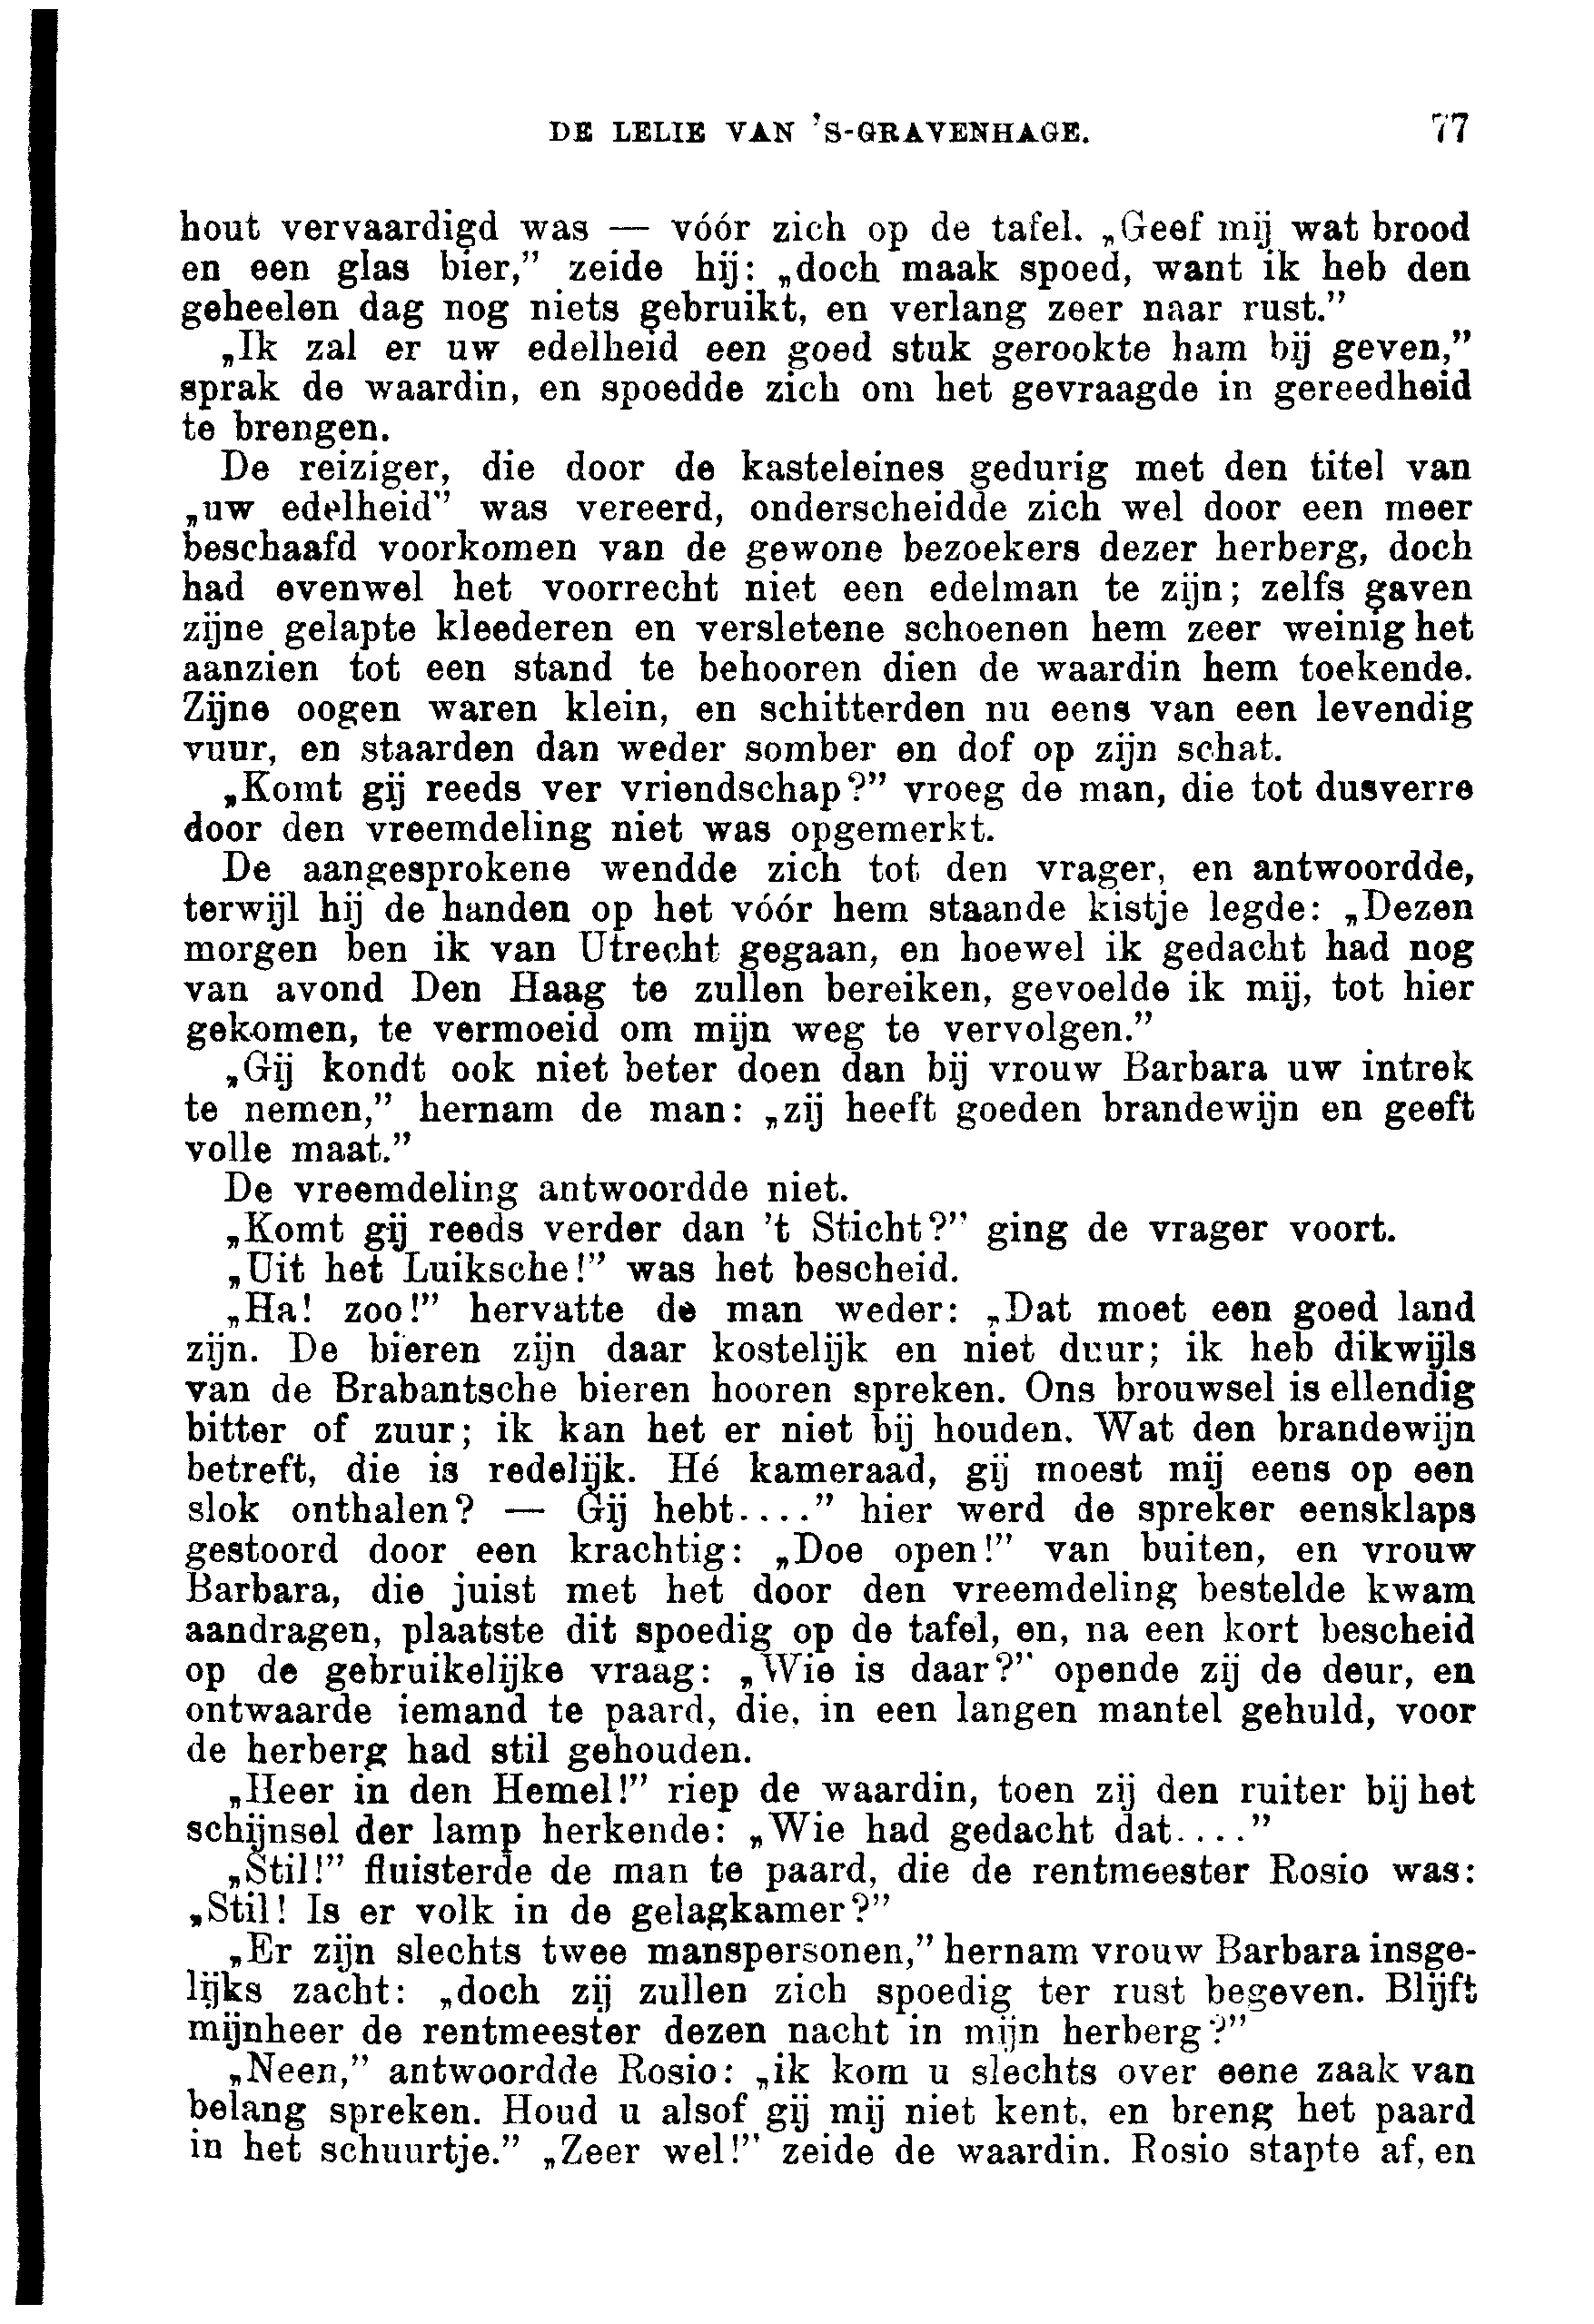 DE LELIE VAN 'S-GRAVENHAGE. 77
hout vervaardigd was — vóór zich op de tafel. „Geef mij wat brood
en een glas bier,” zeide hij: „doch maak spoed, want ik heb den
geheelen dag nog niets gebruikt, en verlang zeer naar rust.”
„Ik zal er uw edelheid een goed stuk gerookte ham bij geven,”
sprak de waardin, en spoedde zich om het gevraagde in gereedheid
te brengen.
De reiziger, die door de kasteleines gedurig met den titel van
„uw edelheid” was vereerd, onderscheidde zich wel door een meer
beschaafd voorkomen van de gewone bezoekers dezer herberg, doch
had evenwel het voorrecht niet een edelman te zijn; zelfs gaven
zijne gelapte kleederen en versletene schoenen hem zeer weinig het
aanzien tot een stand te behooren dien de waardin hem toekende.
Zijne oogen waren klein, en schitterden nu eens van een levendig
vuur, en staarden dan weder somber en dof op zijn schat.
„Komt gij reeds ver vriendschap?” vroeg de man, die tot dusverre
door den vreemdeling niet was opgemerkt.
De aangesprokene wendde zich tot den vrager, en antwoordde,
terwijl hij de handen op het vóór hem staande kistje legde: „Dezen
morgen ben ik van Utrecht gegaan, en hoewel ik gedacht had nog
van avond Den Haag te zullen bereiken, gevoelde ik mij, tot hier
gekomen, te vermoeid om mijn weg te vervolgen.”
„Gij kondt ook niet beter doen dan bij vrouw Barbara uw intrek
te nemen,” hernam de man: „zij heeft goeden brandewijn en geeft
volle maat.”
De vreemdeling antwoordde niet.
„Komt gij reeds verder dan 't Sticht?” ging de vrager voort.
„Uit het Luiksche!” was het bescheid.
„Ha! zoo!” hervatte de man weder: „Dat moet een goed land
zijn. De bieren zijn daar kostelijk en niet duur; ik heb dikwijls
van de Brabantsche bieren hooren spreken. Ons brouwsel is ellendig
bitter of zuur; ik kan het er niet bij houden. Wat den brandewijn
betreft, die is redelijk. Hé kameraad, gij moest mij eens op een
slok onthalen? — Gij hebt....” hier werd de spreker eensklaps
gestoord door een krachtig: „Doe open!” van buiten, en vrouw
Barbara, die juist met het door den vreemdeling bestelde kwam
aandragen, plaatste dit spoedig op de tafel, en, na een kort bescheid
op de gebruikelijke vraag: „Wie is daar?” opende zij de deur, en
ontwaarde iemand te paard, die, in een langen mantel gehuld, voor
de herberg had stil gehouden.
„Heer in den Hemel!” riep de waardin, toen zij den ruiter bij het
schijnsel der lamp herkende: „Wie had gedacht dat....”
„Stil!” fluisterde de man te paard, die de rentmeester Rosio was:
„Stil! Is er volk in de gelagkamer?”
„Er zijn slechts twee manspersonen,” hernam vrouw Barbara insge-
lijks zacht: „doch zij zullen zich spoedig ter rust begeven. Blijft
mijnheer de rentmeester dezen nacht in mijn herberg?”
„Neen,” antwoordde Rosio: „ik kom u slechts over eene zaak van
belang spreken. Houd u alsof gij mij niet kent, en breng het paard
in het schuurtje.” „Zeer wel!” zeide de waardin. Rosio stapte af, en